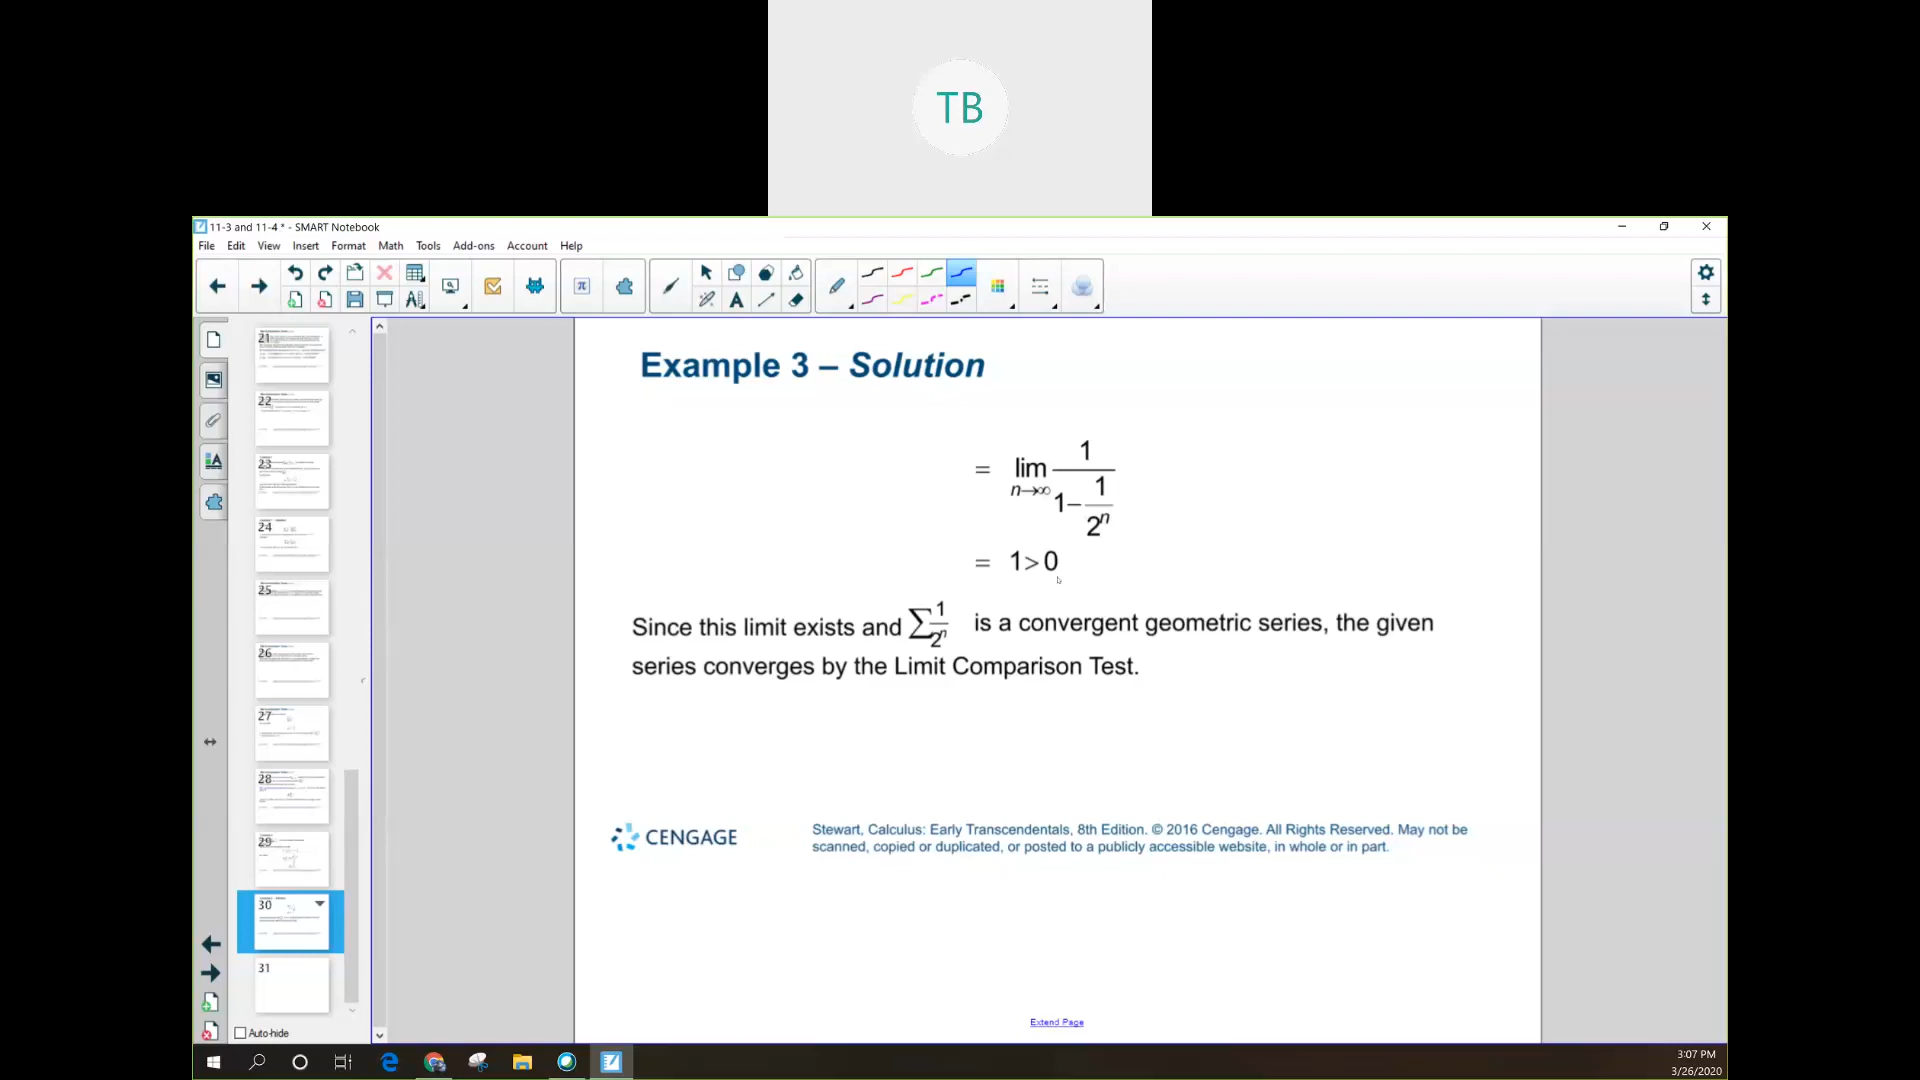 TB
11-3 and 11-4 * - SMART Notebook
File Edit View Insert Format Math Tools Add-ons Account Help
21
22
23
24
25
26
27
28
29
30
31
Auto-hide
Example 3 – Solution
= lim n→∞ 1 / (1 − 1/2ⁿ)
= 1 > 0
Since this limit exists and ∑ 1/2ⁿ is a convergent geometric series, the given
series converges by the Limit Comparison Test.
CENGAGE
Stewart, Calculus: Early Transcendentals, 8th Edition. © 2016 Cengage. All Rights Reserved. May not be
scanned, copied or duplicated, or posted to a publicly accessible website, in whole or in part.
Extend Page
3:07 PM
3/26/2020